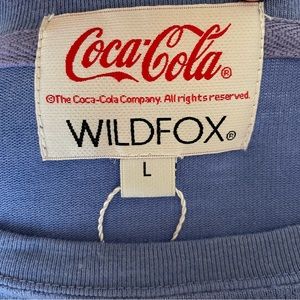 Coca-Cola®
©The Coca-Cola Company. All rights reserved.
WILDFOX®
L